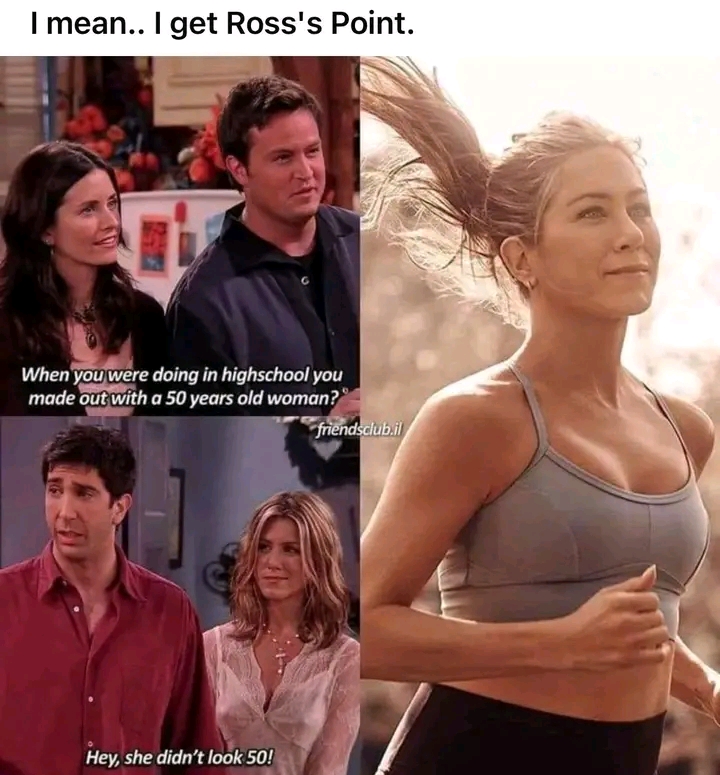 I mean.. I get Ross's Point.
When you were doing in highschool you
made out with a 50 years old woman?
friendsclub.il
Hey, she didn't look 50!